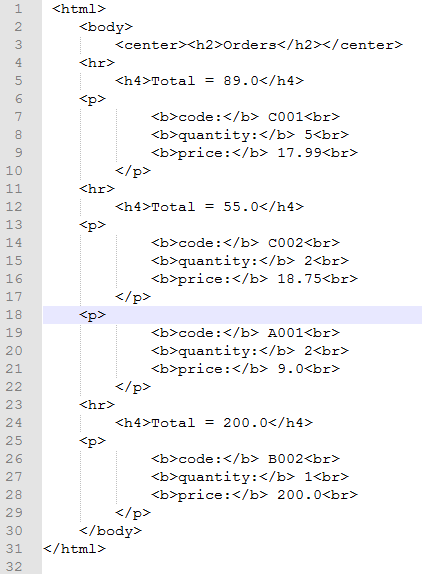 1 <html>
2 <body>
3 <center><h2>Orders</h2></center>
4 <hr>
5 <h4>Total = 89.0</h4>
6 <p>
7 <b>code:</b> C001<br>
8 <b>quantity:</b> 5<br>
9 <b>price:</b> 17.99<br>
10 </p>
11 <hr>
12 <h4>Total = 55.0</h4>
13 <p>
14 <b>code:</b> C002<br>
15 <b>quantity:</b> 2<br>
16 <b>price:</b> 18.75<br>
17 </p>
18 <p>
19 <b>code:</b> A001<br>
20 <b>quantity:</b> 2<br>
21 <b>price:</b> 9.0<br>
22 </p>
23 <hr>
24 <h4>Total = 200.0</h4>
25 <p>
26 <b>code:</b> B002<br>
27 <b>quantity:</b> 1<br>
28 <b>price:</b> 200.0<br>
29 </p>
30 </body>
31 </html>
32